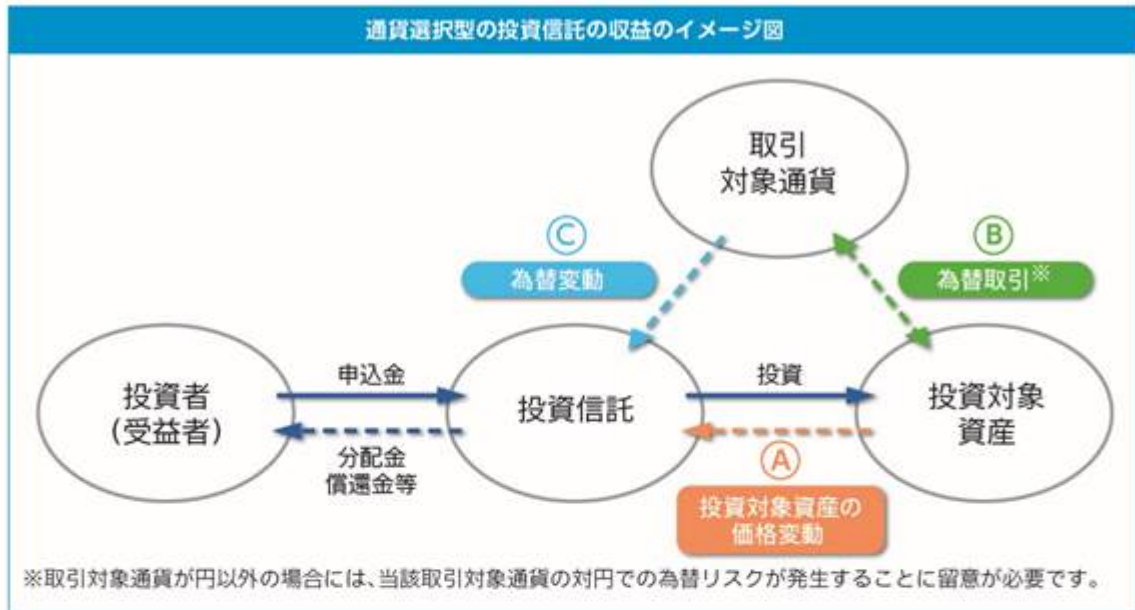 通貨選択型の投資信託の収益のイメージ図
取引
対象通貨
Ⓒ
為替変動
Ⓑ
為替取引※
投資者
(受益者)
申込金
分配金
償還金等
投資信託
投資
Ⓐ
投資対象資産の
価格変動
投資対象
資産
※取引対象通貨が円以外の場合には、当該取引対象通貨の対円での為替リスクが発生することに留意が必要です。